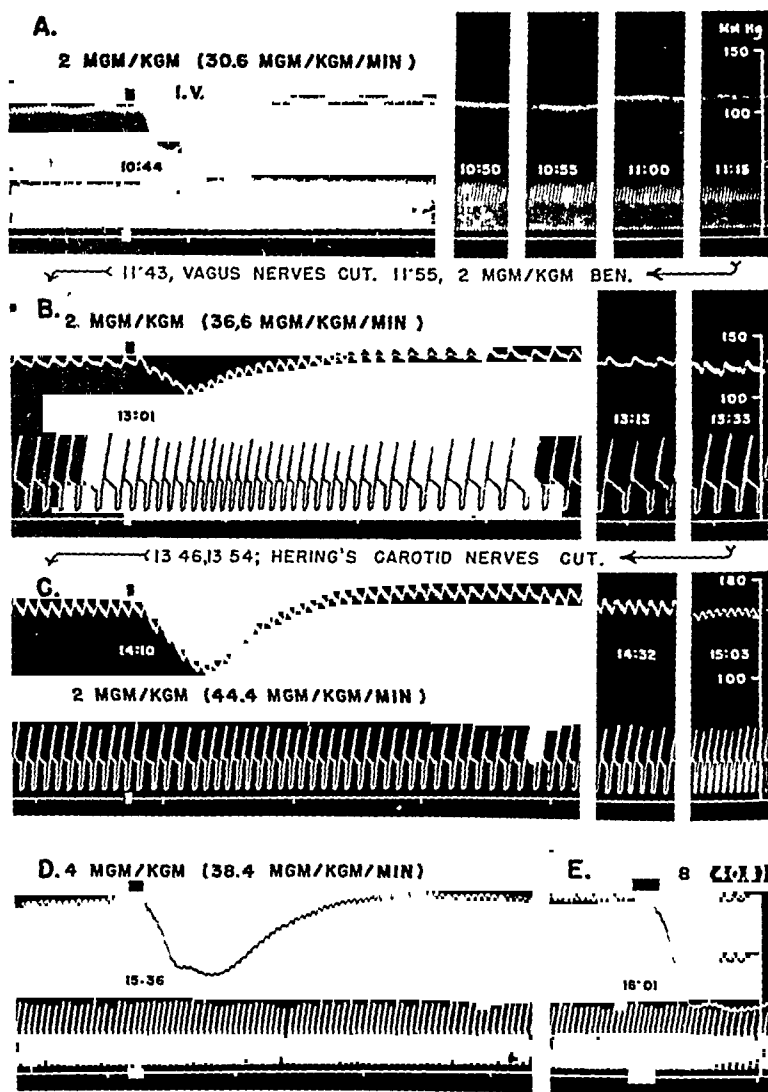 A.
2 MGM/KGM (30.6 MGM/KGM/MIN)
I.V.
MM Hg
150
100
10:44
10:50
10:55
11:00
11:15
11:43, VAGUS NERVES CUT. 11:55, 2 MGM/KGM BEN.
B.
2 MGM/KGM (36,6 MGM/KGM/MIN)
150
100
13:01
13:13
13:33
13 46,13 54; HERING'S CAROTID NERVES CUT.
C.
180
14:10
14:32
15:03
100
2 MGM/KGM (44.4 MGM/KGM/MIN)
D. 4 MGM/KGM (38.4 MGM/KGM/MIN)
E. 8
15.36
16:01